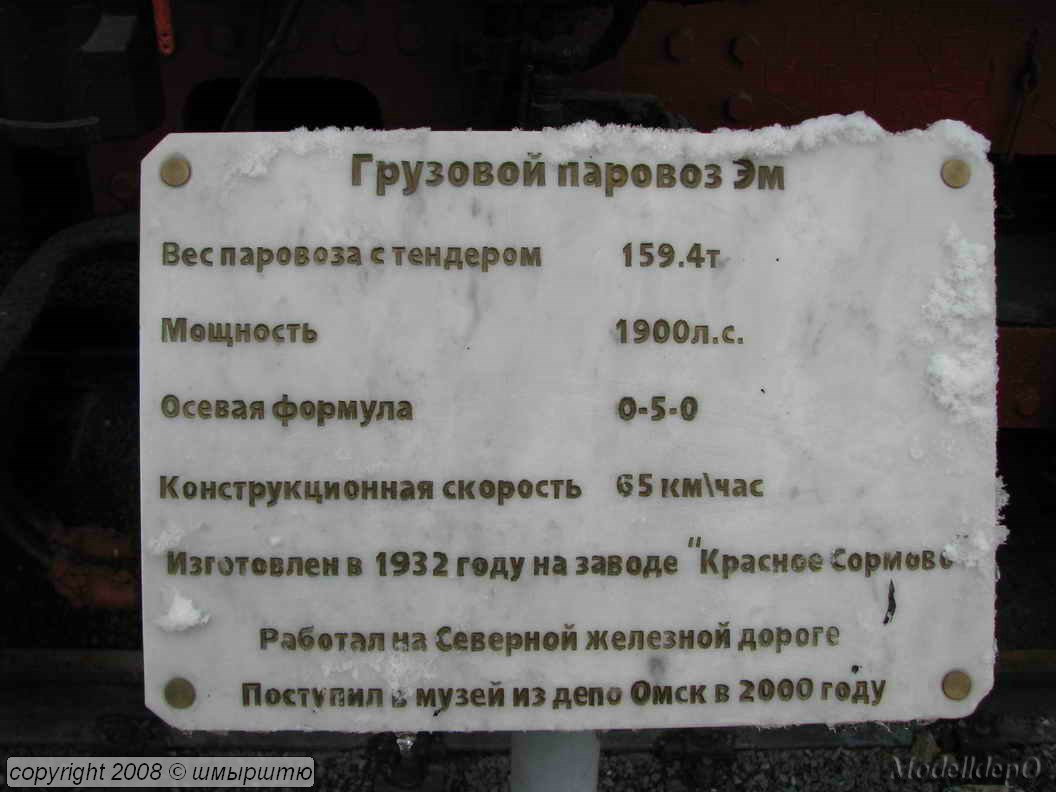 Грузовой паровоз Эм
Вес паровоза с тендером 159.4т
Мощность 1900л.с.
Осевая формула 0-5-0
Конструкционная скорость 65 км\час
Изготовлен в 1932 году на заводе "Красное Сормово
Работал на Северной железной дороге
Поступил в музей из депо Омск в 2000 году
copyright 2008 © шмырштю
ModelldepO